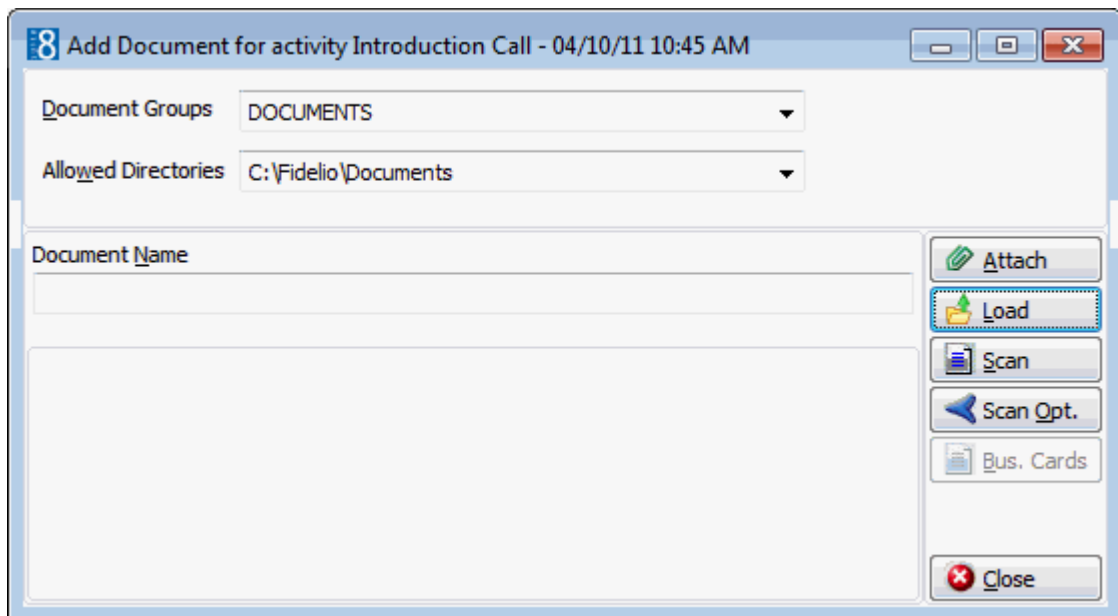 8 Add Document for activity Introduction Call - 04/10/11 10:45 AM
Document Groups DOCUMENTS
Allowed Directories C:\Fidelio\Documents
Document Name
Attach
Load
Scan
Scan Opt.
Bus. Cards
Close